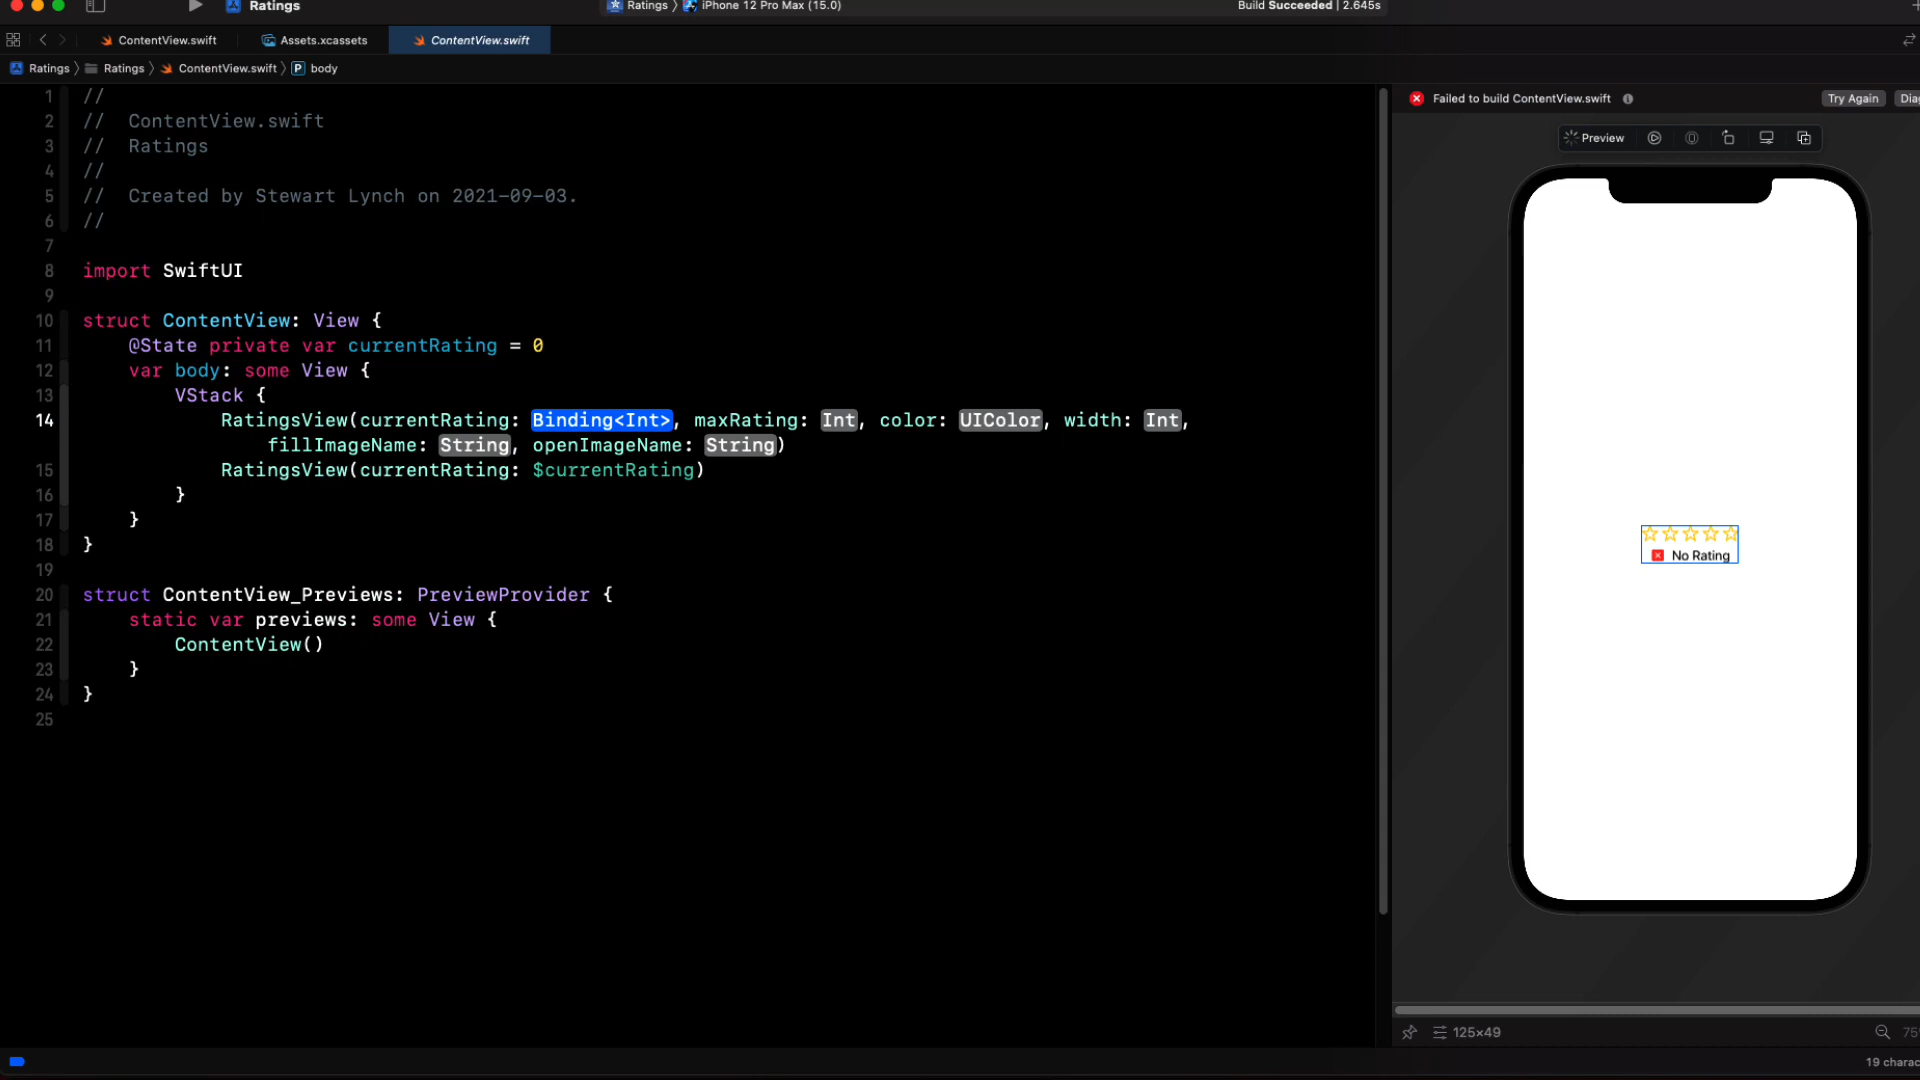 Ratings
Ratings 〉 iPhone 12 Pro Max (15.0)
Build Succeeded | 2.645s
ContentView.swift
Assets.xcassets
ContentView.swift
Ratings 〉 Ratings 〉 ContentView.swift 〉 P body
1 //
2 // ContentView.swift
3 // Ratings
4 //
5 // Created by Stewart Lynch on 2021-09-03.
6 //
7
8 import SwiftUI
9
10 struct ContentView: View {
11 @State private var currentRating = 0
12 var body: some View {
13 VStack {
14 RatingsView(currentRating: Binding<Int>, maxRating: Int, color: UIColor, width: Int,
fillImageName: String, openImageName: String)
15 RatingsView(currentRating: $currentRating)
16 }
17 }
18 }
19
20 struct ContentView_Previews: PreviewProvider {
21 static var previews: some View {
22 ContentView()
23 }
24 }
25
Failed to build ContentView.swift
Try Again
Diag
Preview
No Rating
125×49
75
19 charac